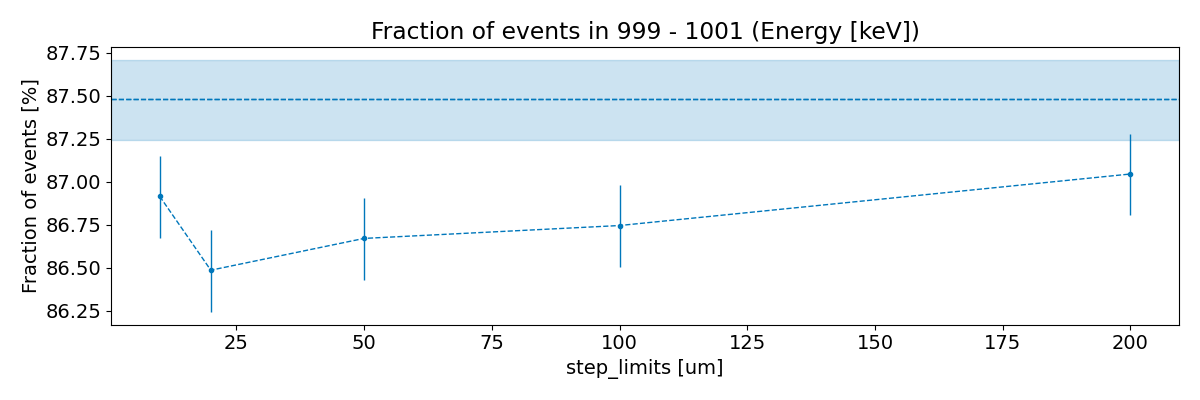 Fraction of events in 999 - 1001 (Energy [keV])
Fraction of events [%]
87.75
87.50
87.25
87.00
86.75
86.50
86.25
25 50 75 100 125 150 175 200
step_limits [um]